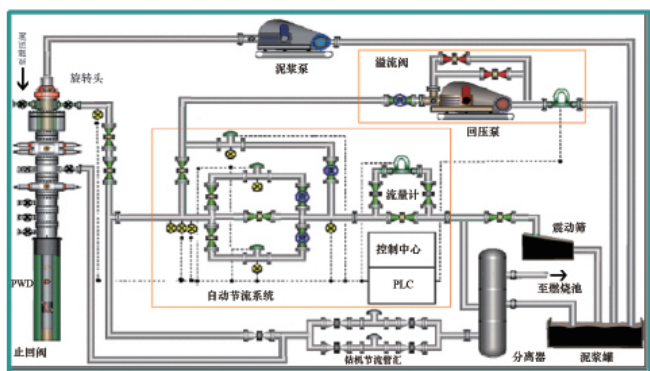 泥浆泵
溢流阀
旋转头
回压泵
流量计
震动筛
控制中心
PLC
至燃烧池
PWD
自动节流系统
止回阀
钻机节流管汇
分离器
泥浆罐